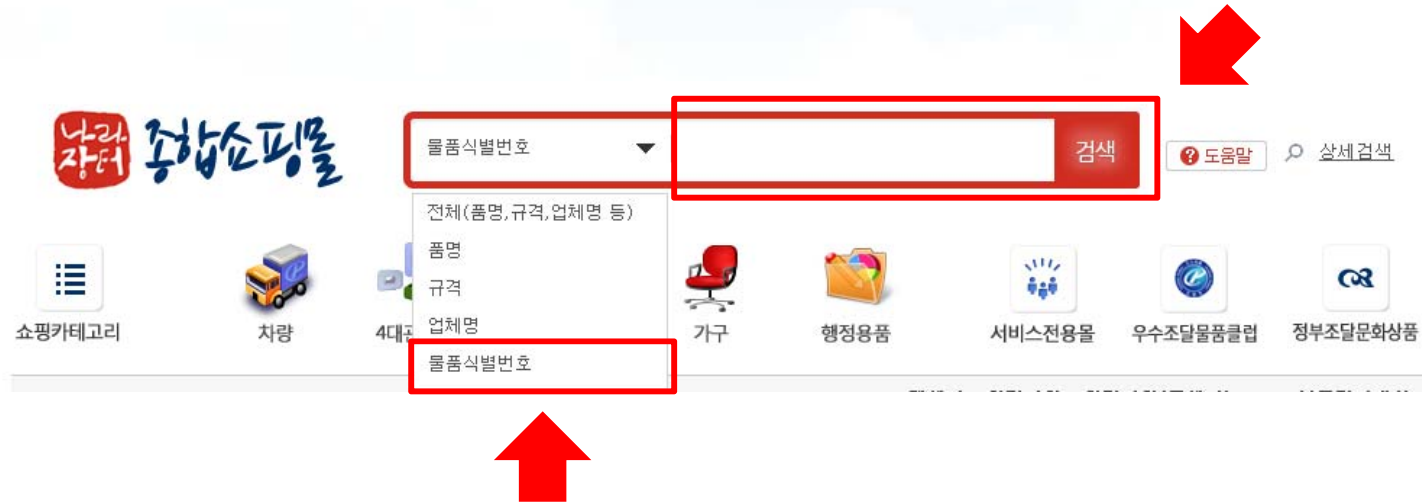 나라
장터 종합쇼핑몰
물품식별번호
검색
도움말
상세검색
전체(품명,규격,업체명 등)
품명
규격
업체명
물품식별번호
쇼핑카테고리
차량
가구
행정용품
서비스전용몰
우수조달물품클럽
정부조달문화상품